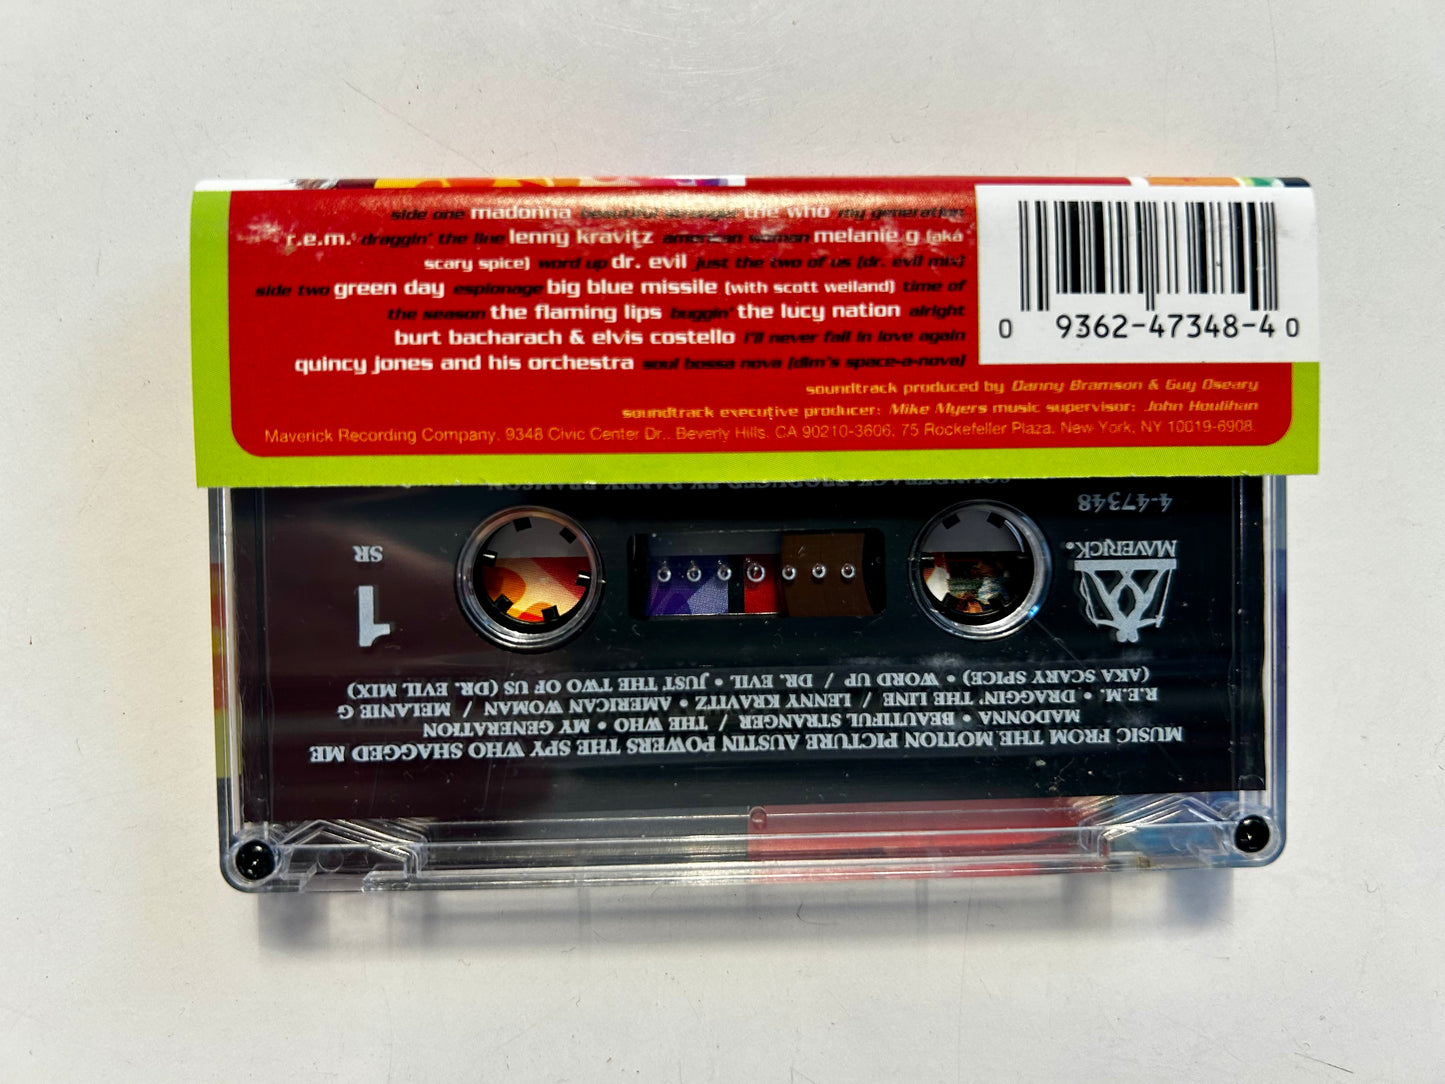 side one madonna beautiful stranger the who my generation
r.e.m. draggin' the line lenny kravitz american woman melanie g (aka
scary spice) word up dr. evil just the two of us (dr. evil mix)
side two green day espionage big blue missile (with scott weiland) time of
the season the flaming lips buggin' the lucy nation alright
burt bacharach & elvis costello i'll never fall in love again
quincy jones and his orchestra soul bossa nova (dim's space-a-nova)
soundtrack produced by Danny Bramson & Guy Oseary
soundtrack executive producer: Mike Myers music supervisor: John Houlihan
Maverick Recording Company, 9348 Civic Center Dr., Beverly Hills, CA 90210-3606. 75 Rockefeller Plaza, New York, NY 10019-6908.
0 9362-47348-4 0
MUSIC FROM THE MOTION PICTURE AUSTIN POWERS THE SPY WHO SHAGGED ME
MADONNA • BEAUTIFUL STRANGER / THE WHO • MY GENERATION
R.E.M. • DRAGGIN' THE LINE / LENNY KRAVITZ • AMERICAN WOMAN / MELANIE G
(AKA SCARY SPICE) • WORD UP / DR. EVIL • JUST THE TWO OF US (DR. EVIL MIX)
MAVERICK
1
SR
4-47348
SOUNDTRACK PRODUCED BY DANNY BRAMSON